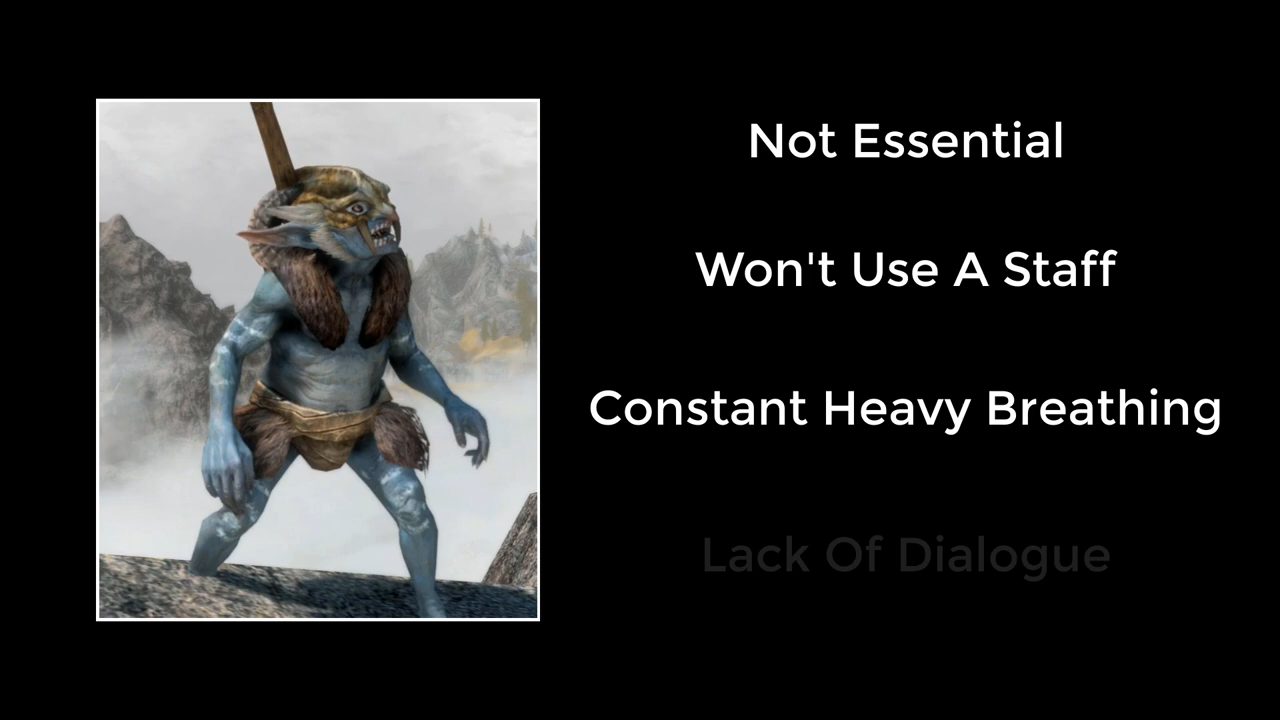 Not Essential
Won't Use A Staff
Constant Heavy Breathing
Lack Of Dialogue